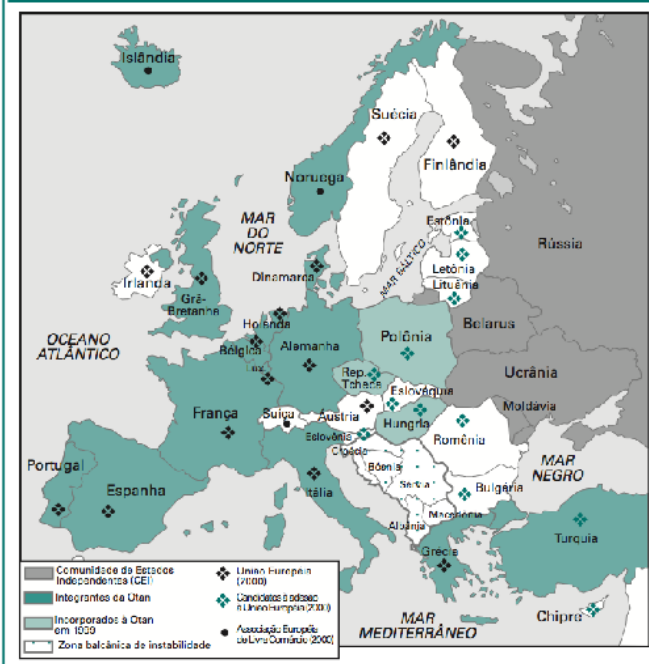 Islândia
Suécia
Finlândia
Noruega
MAR
DO
NORTE
Estônia
Rússia
MAR BÁLTICO
Letônia
Lituânia
Dinamarca
Irlanda
Grã-
Bretanha
Holanda
Belarus
OCEANO
ATLÂNTICO
Bélgica
Alemanha
Polônia
Lux.
Rep.
Tcheca
Ucrânia
Eslováquia
Moldávia
França
Suíça
Áustria
Hungria
Eslovênia
Romênia
Croácia
Portugal
Espanha
Itália
Bósnia
Sérvia
MAR
NEGRO
Bulgária
Macedônia
Albânia
Turquia
Grécia
Chipre
MAR
MEDITERRÂNEO
Comunidade de Estados
Independentes (CEI)
Integrantes da Otan
Incorporados à Otan
em 1999
Zona balcânica de instabilidade
União Européia
(2000)
Candidatos à adesão
à União Européia (2000)
Associação Européia
de Livre Comércio (2000)